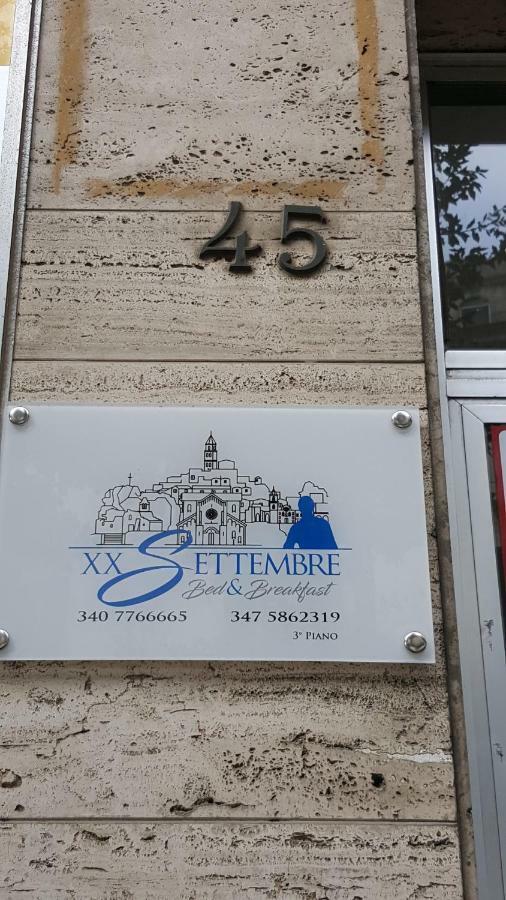 45
XX SETTEMBRE
Bed & Breakfast
340 7766665 347 5862319
3° PIANO